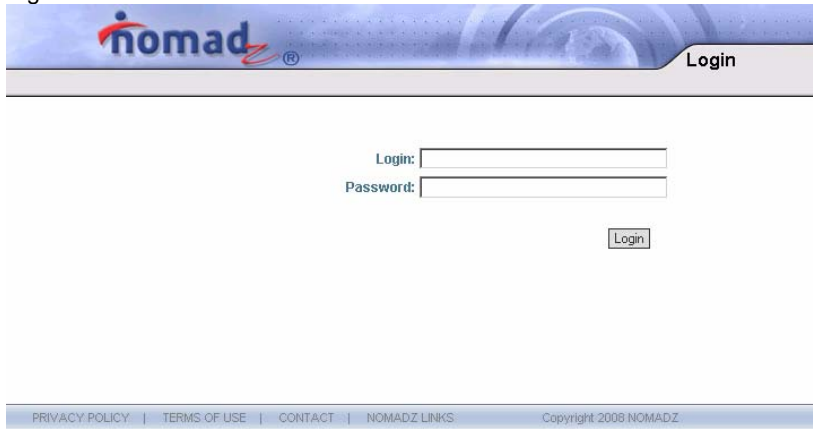 nomadz ®
Login
Login:
Password:
Login
PRIVACY POLICY | TERMS OF USE | CONTACT | NOMADZ LINKS Copyright 2008 NOMADZ